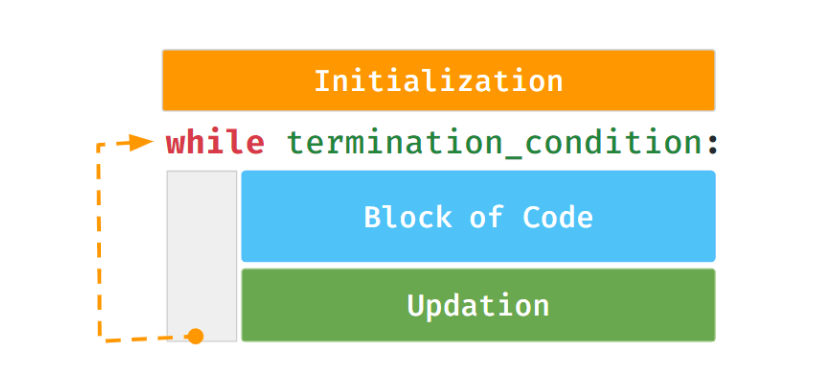 Initialization
while termination_condition:
Block of Code
Updation